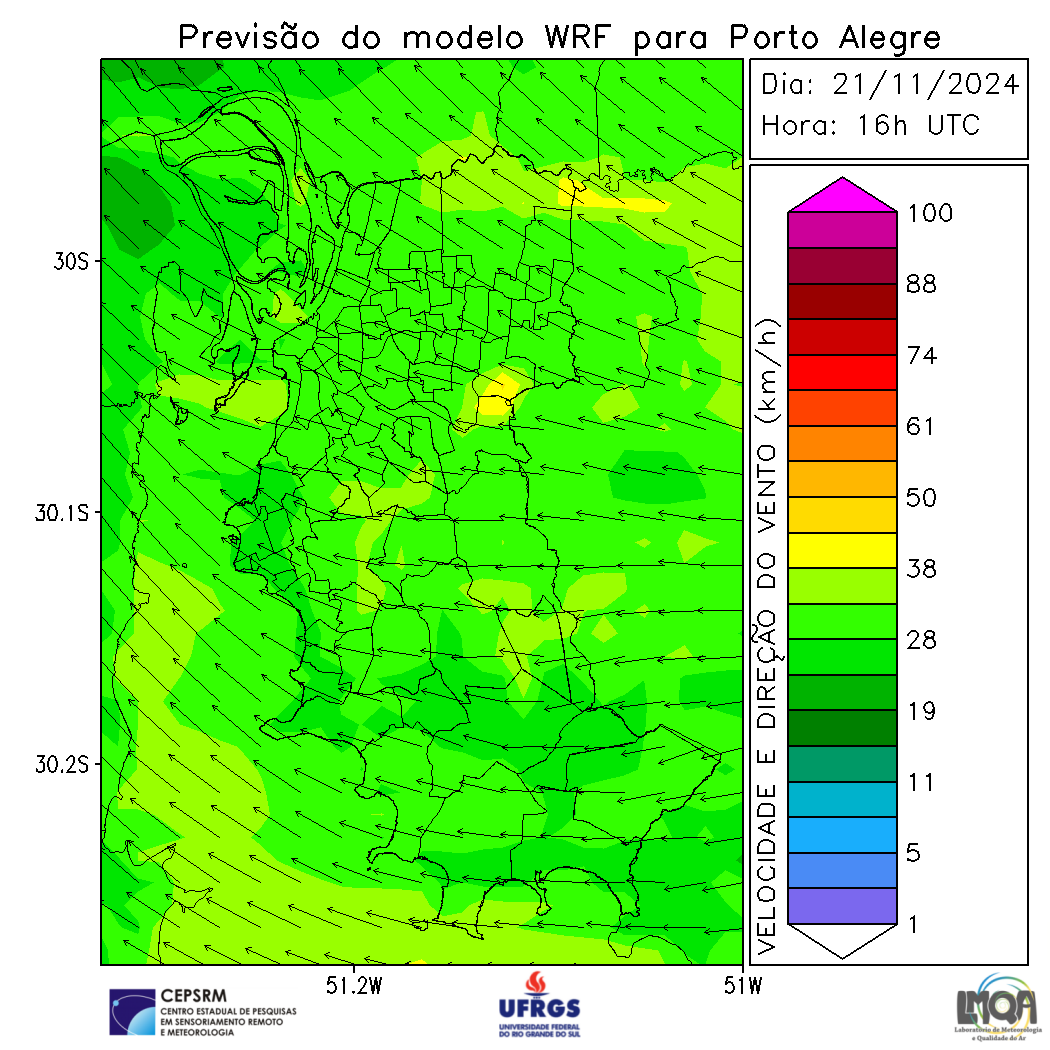 Previsão do modelo WRF para Porto Alegre
Dia: 21/11/2024
Hora: 16h UTC
30S
30.1S
30.2S
51.2W
51W
VELOCIDADE E DIREÇÃO DO VENTO (km/h)
100
88
74
61
50
38
28
19
11
5
1
CEPSRM
CENTRO ESTADUAL DE PESQUISAS
EM SENSORIAMENTO REMOTO
E METEOROLOGIA
UFRGS
UNIVERSIDADE FEDERAL
DO RIO GRANDE DO SUL
LMQA
Laboratório de Meteorologia
e Qualidade do Ar